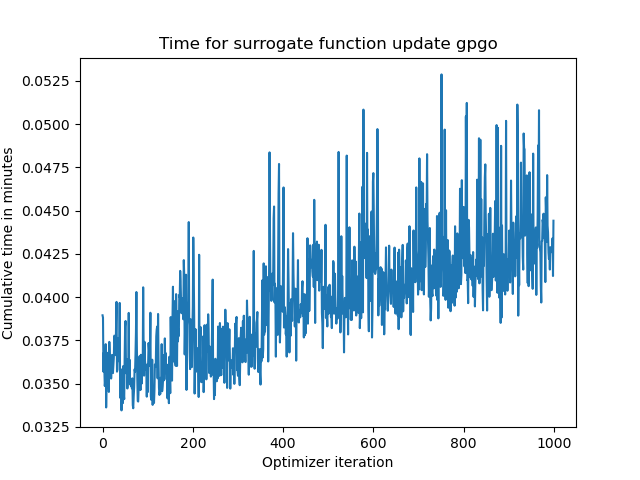 Time for surrogate function update gpgo
Cumulative time in minutes
0.0525
0.0500
0.0475
0.0450
0.0425
0.0400
0.0375
0.0350
0.0325
0 200 400 600 800 1000
Optimizer iteration